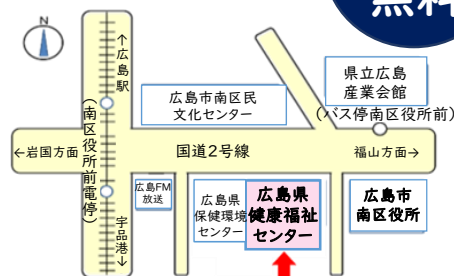 無料
N
↑広島駅
(南区役所前電停)
宇品港↓
広島市南区民
文化センター
県立広島
産業会館
(バス停南区役所前)
←岩国方面
国道2号線
福山方面→
広島FM
放送
広島県
保健環境
センター
広島県
健康福祉
センター
広島市
南区役所